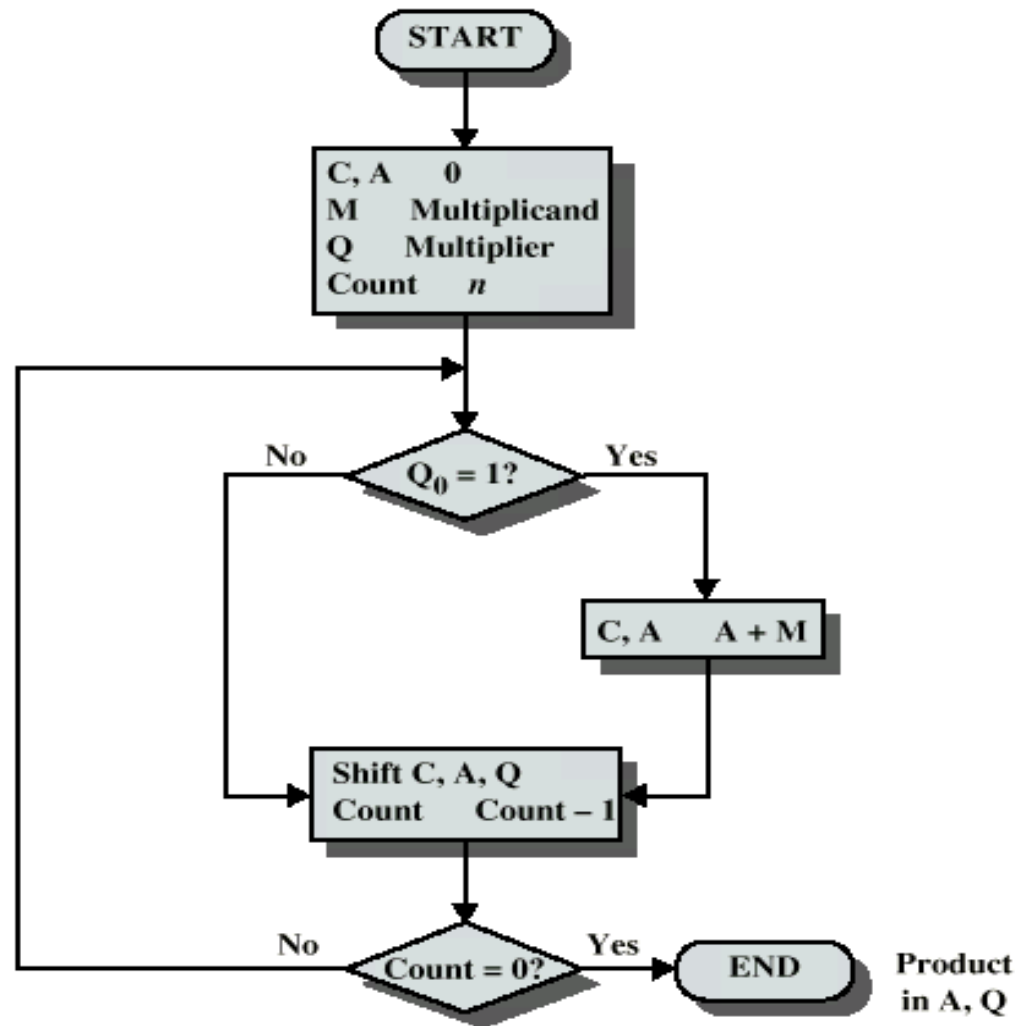 START
C, A 0
M Multiplicand
Q Multiplier
Count n
No
Q₀ = 1?
Yes
C, A A + M
Shift C, A, Q
Count Count – 1
No
Count = 0?
Yes
END
Product
in A, Q